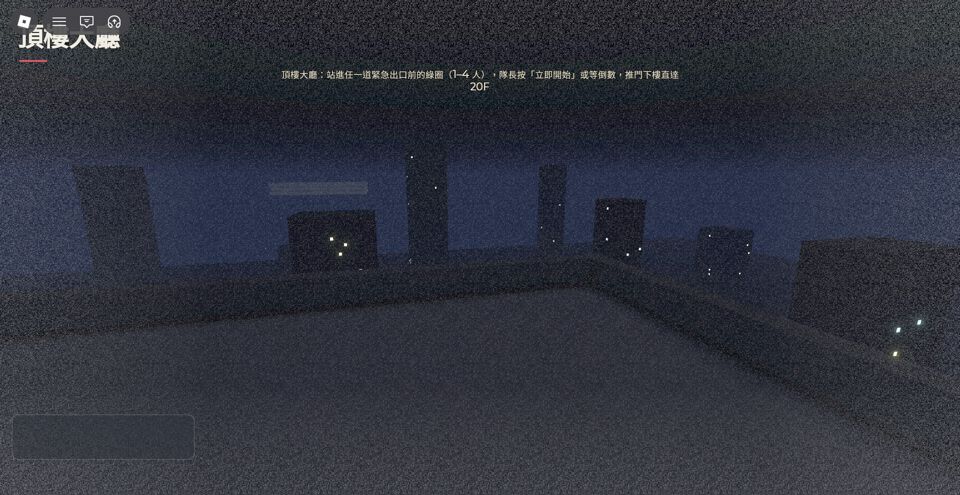 頂樓大廳
頂樓大廳：站進任一道緊急出口前的綠圈（1–4 人），隊長按「立即開始」或等倒數，推門下樓直達
20F